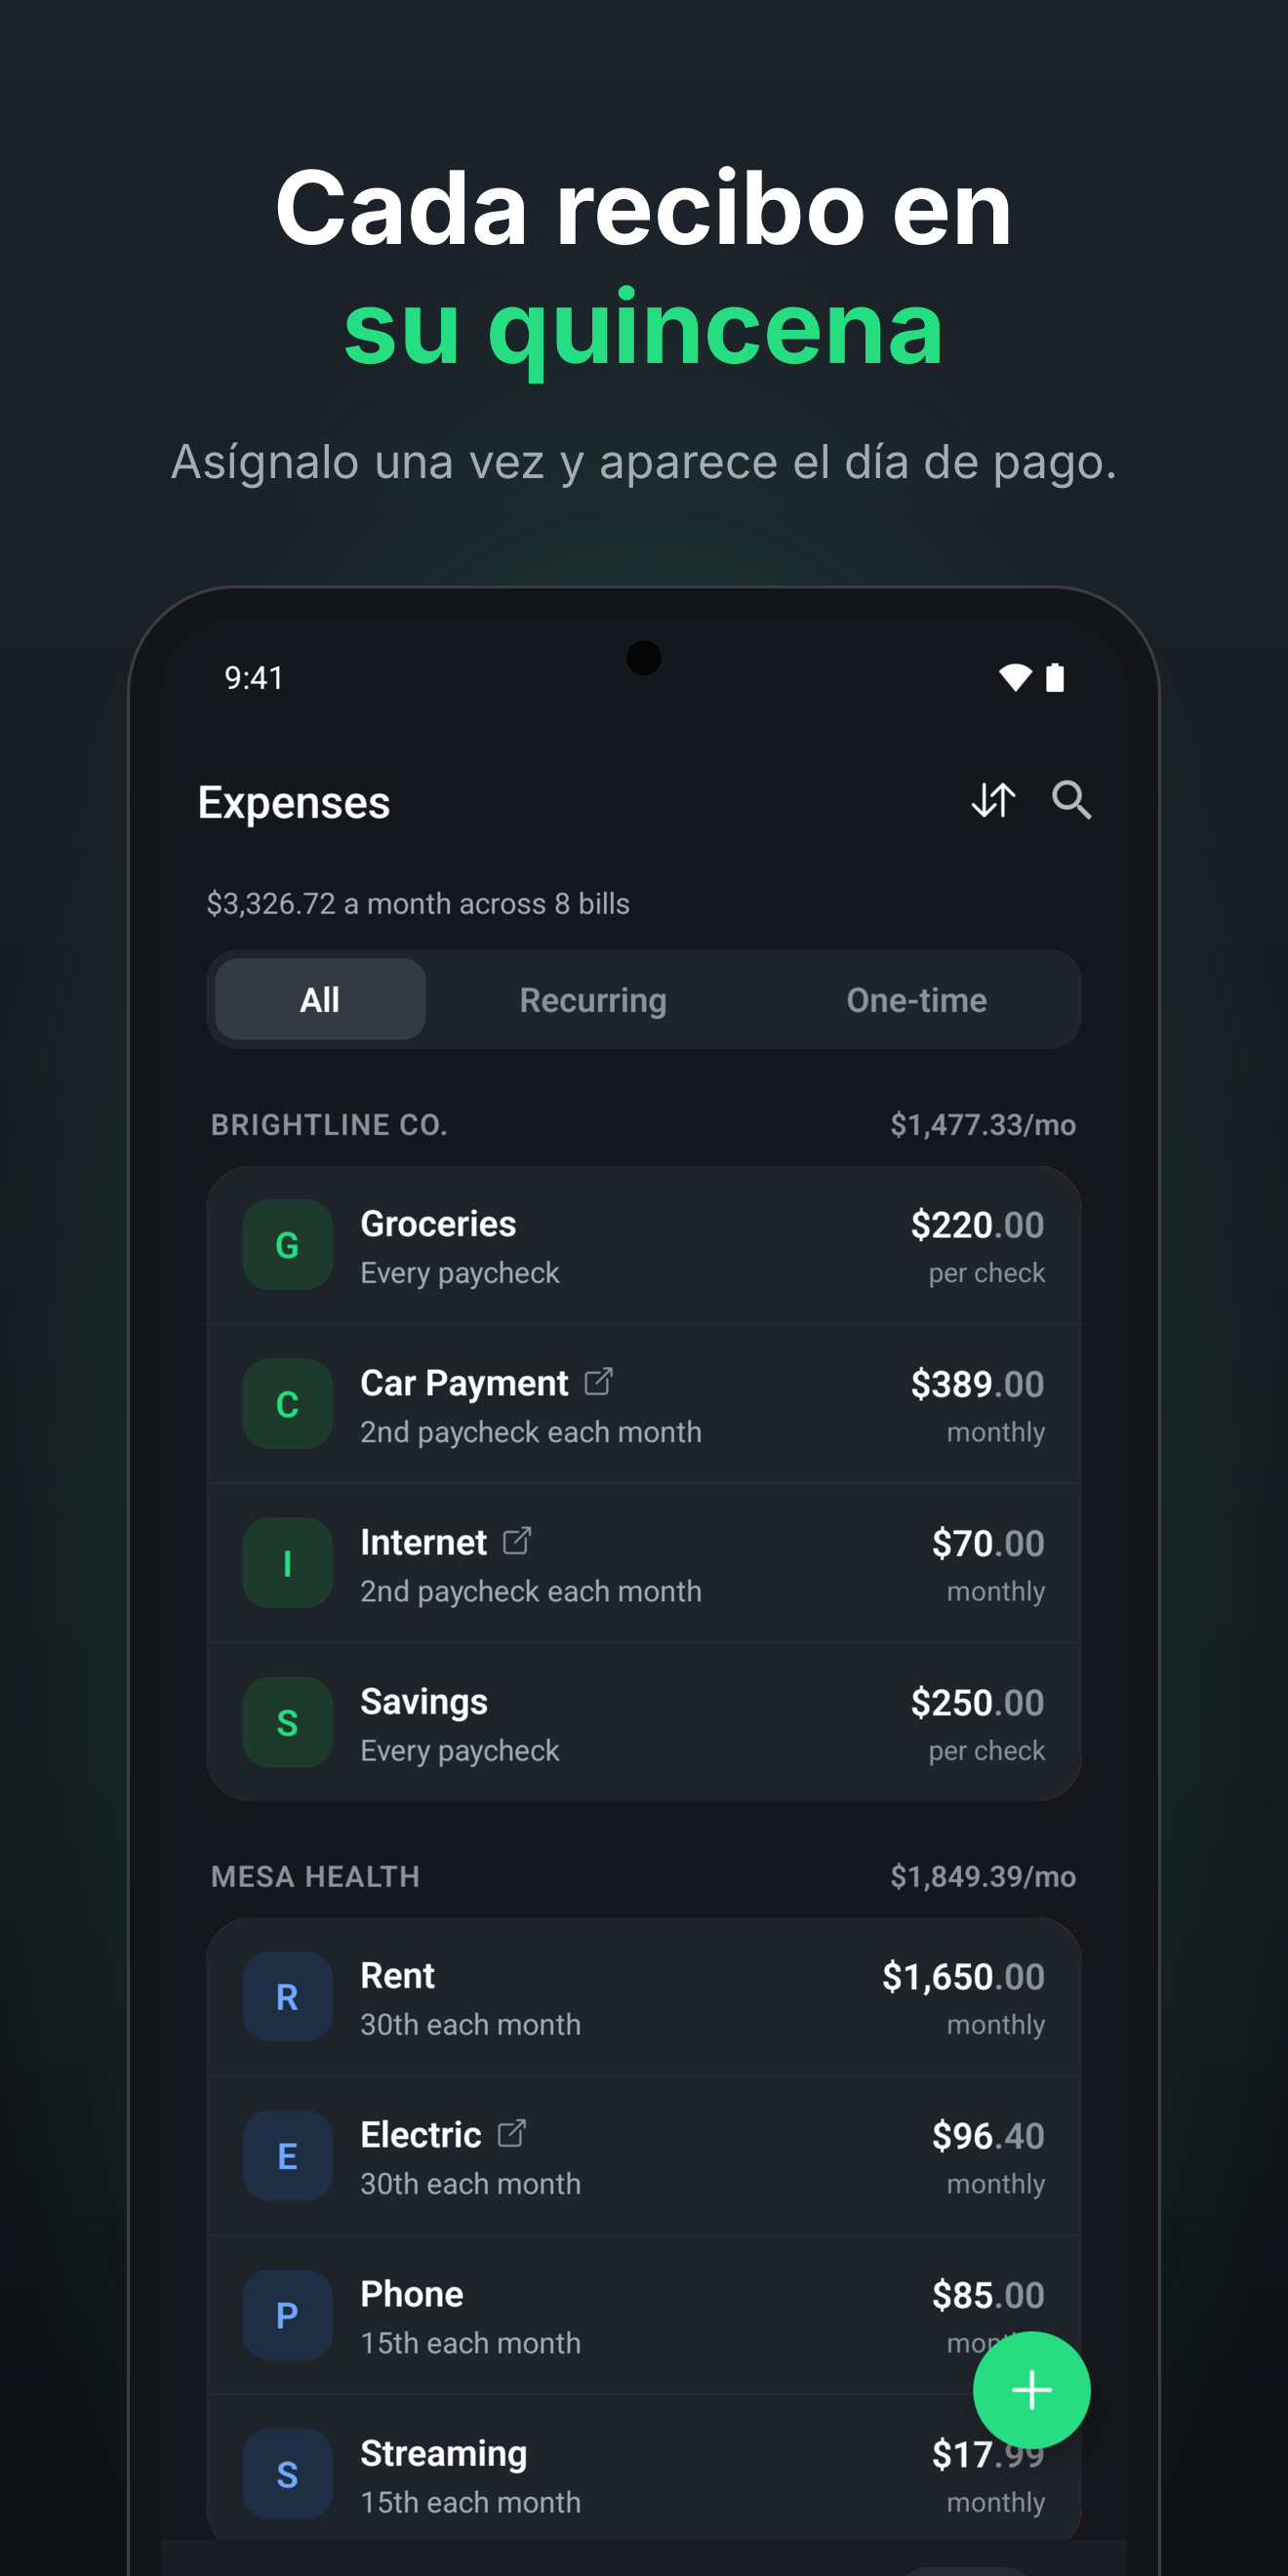 Cada recibo en
su quincena
Asígnalo una vez y aparece el día de pago.
9:41
Expenses
$3,326.72 a month across 8 bills
All Recurring One-time
BRIGHTLINE CO. $1,477.33/mo
G Groceries $220.00
Every paycheck per check
C Car Payment $389.00
2nd paycheck each month monthly
I Internet $70.00
2nd paycheck each month monthly
S Savings $250.00
Every paycheck per check
MESA HEALTH $1,849.39/mo
R Rent $1,650.00
30th each month monthly
E Electric $96.40
30th each month monthly
P Phone $85.00
15th each month
S Streaming $17.99
15th each month monthly